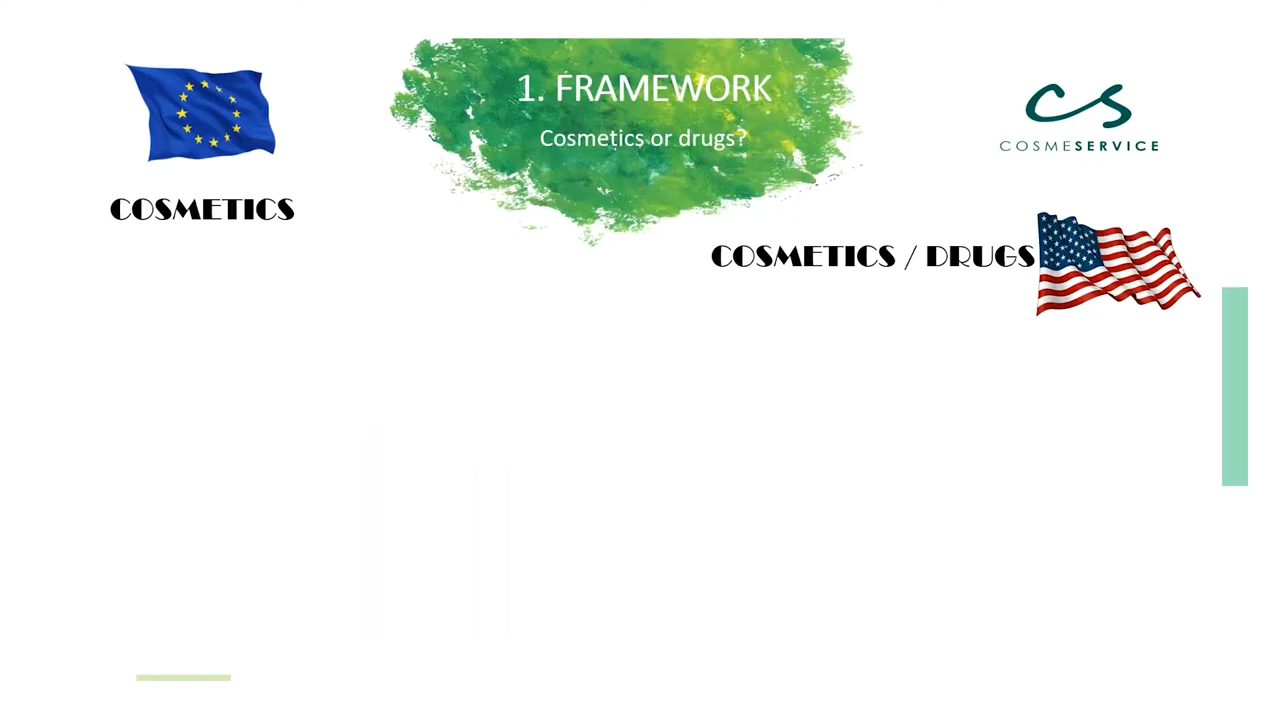 1. FRAMEWORK
Cosmetics or drugs?
CS
COSMESERVICE
COSMETICS
COSMETICS / DRUGS